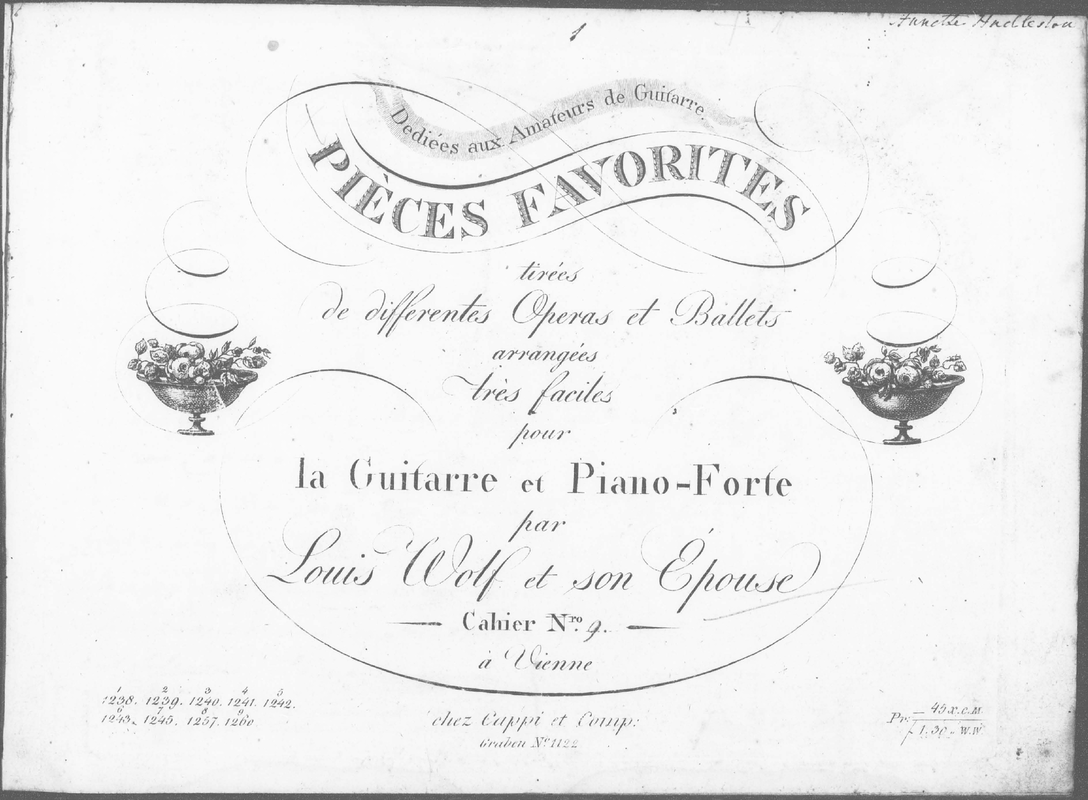 1
Annette
Dediées aux Amateurs de Guitarre.
PIÈCES FAVORITES
tirées
de differentes Operas et Ballets
arrangées
très faciles
pour
la Guitarre et Piano-Forte
par
Louis Wolf et son Épouse
Cahier Nro. 9.
à Vienne
1 2 3 4 5
1238. 1239. 1240. 1241. 1242.
6 7 8 9
1243. 1245. 1257. 1260
chez Cappi et Comp:
Graben No. 1122
Pr: 45 x. C.M.
f 1. 30 - W.W.